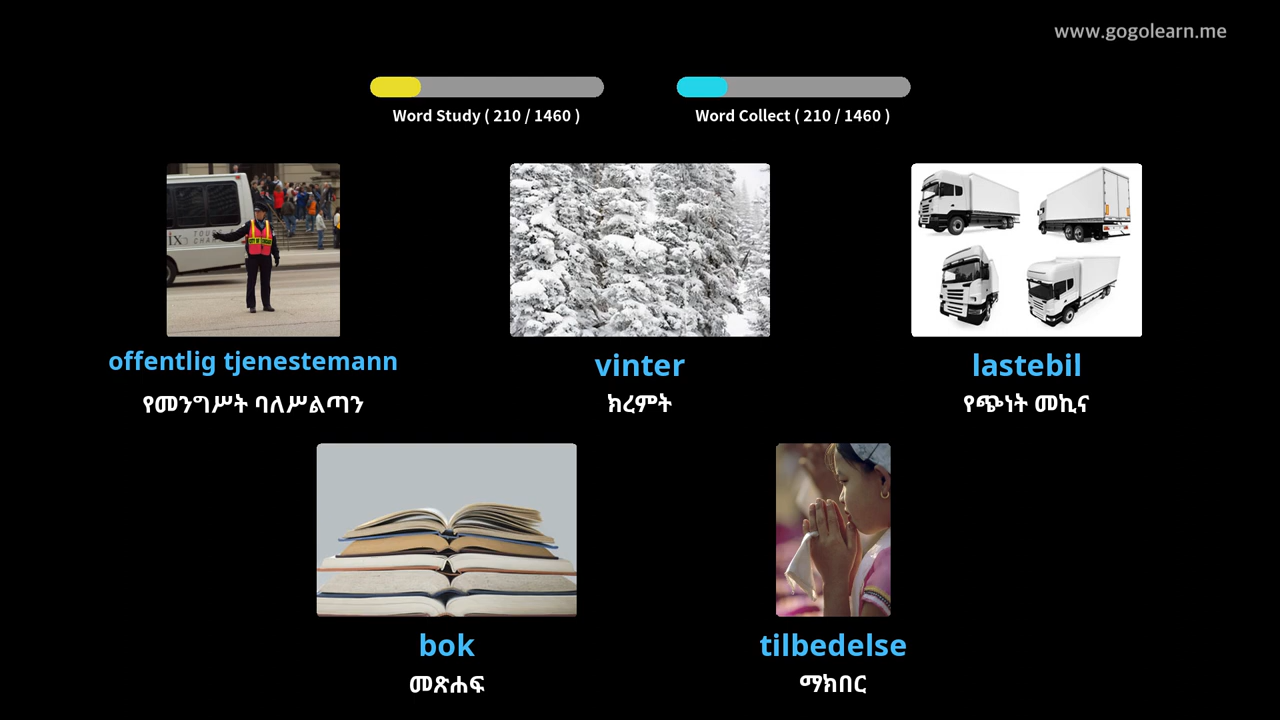 www.gogolearn.me
Word Study ( 210 / 1460 )
Word Collect ( 210 / 1460 )
offentlig tjenestemann
vinter
lastebil
የመንግሥት ባለሥልጣን
ክረምት
የጭነት መኪና
bok
tilbedelse
መጽሐፍ
ማክበር